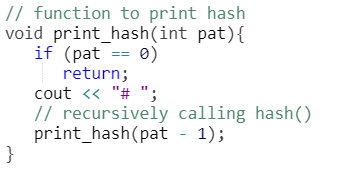 // function to print hash
void print_hash(int pat){
if (pat == 0)
return;
cout << "# ";
// recursively calling hash()
print_hash(pat - 1);
}